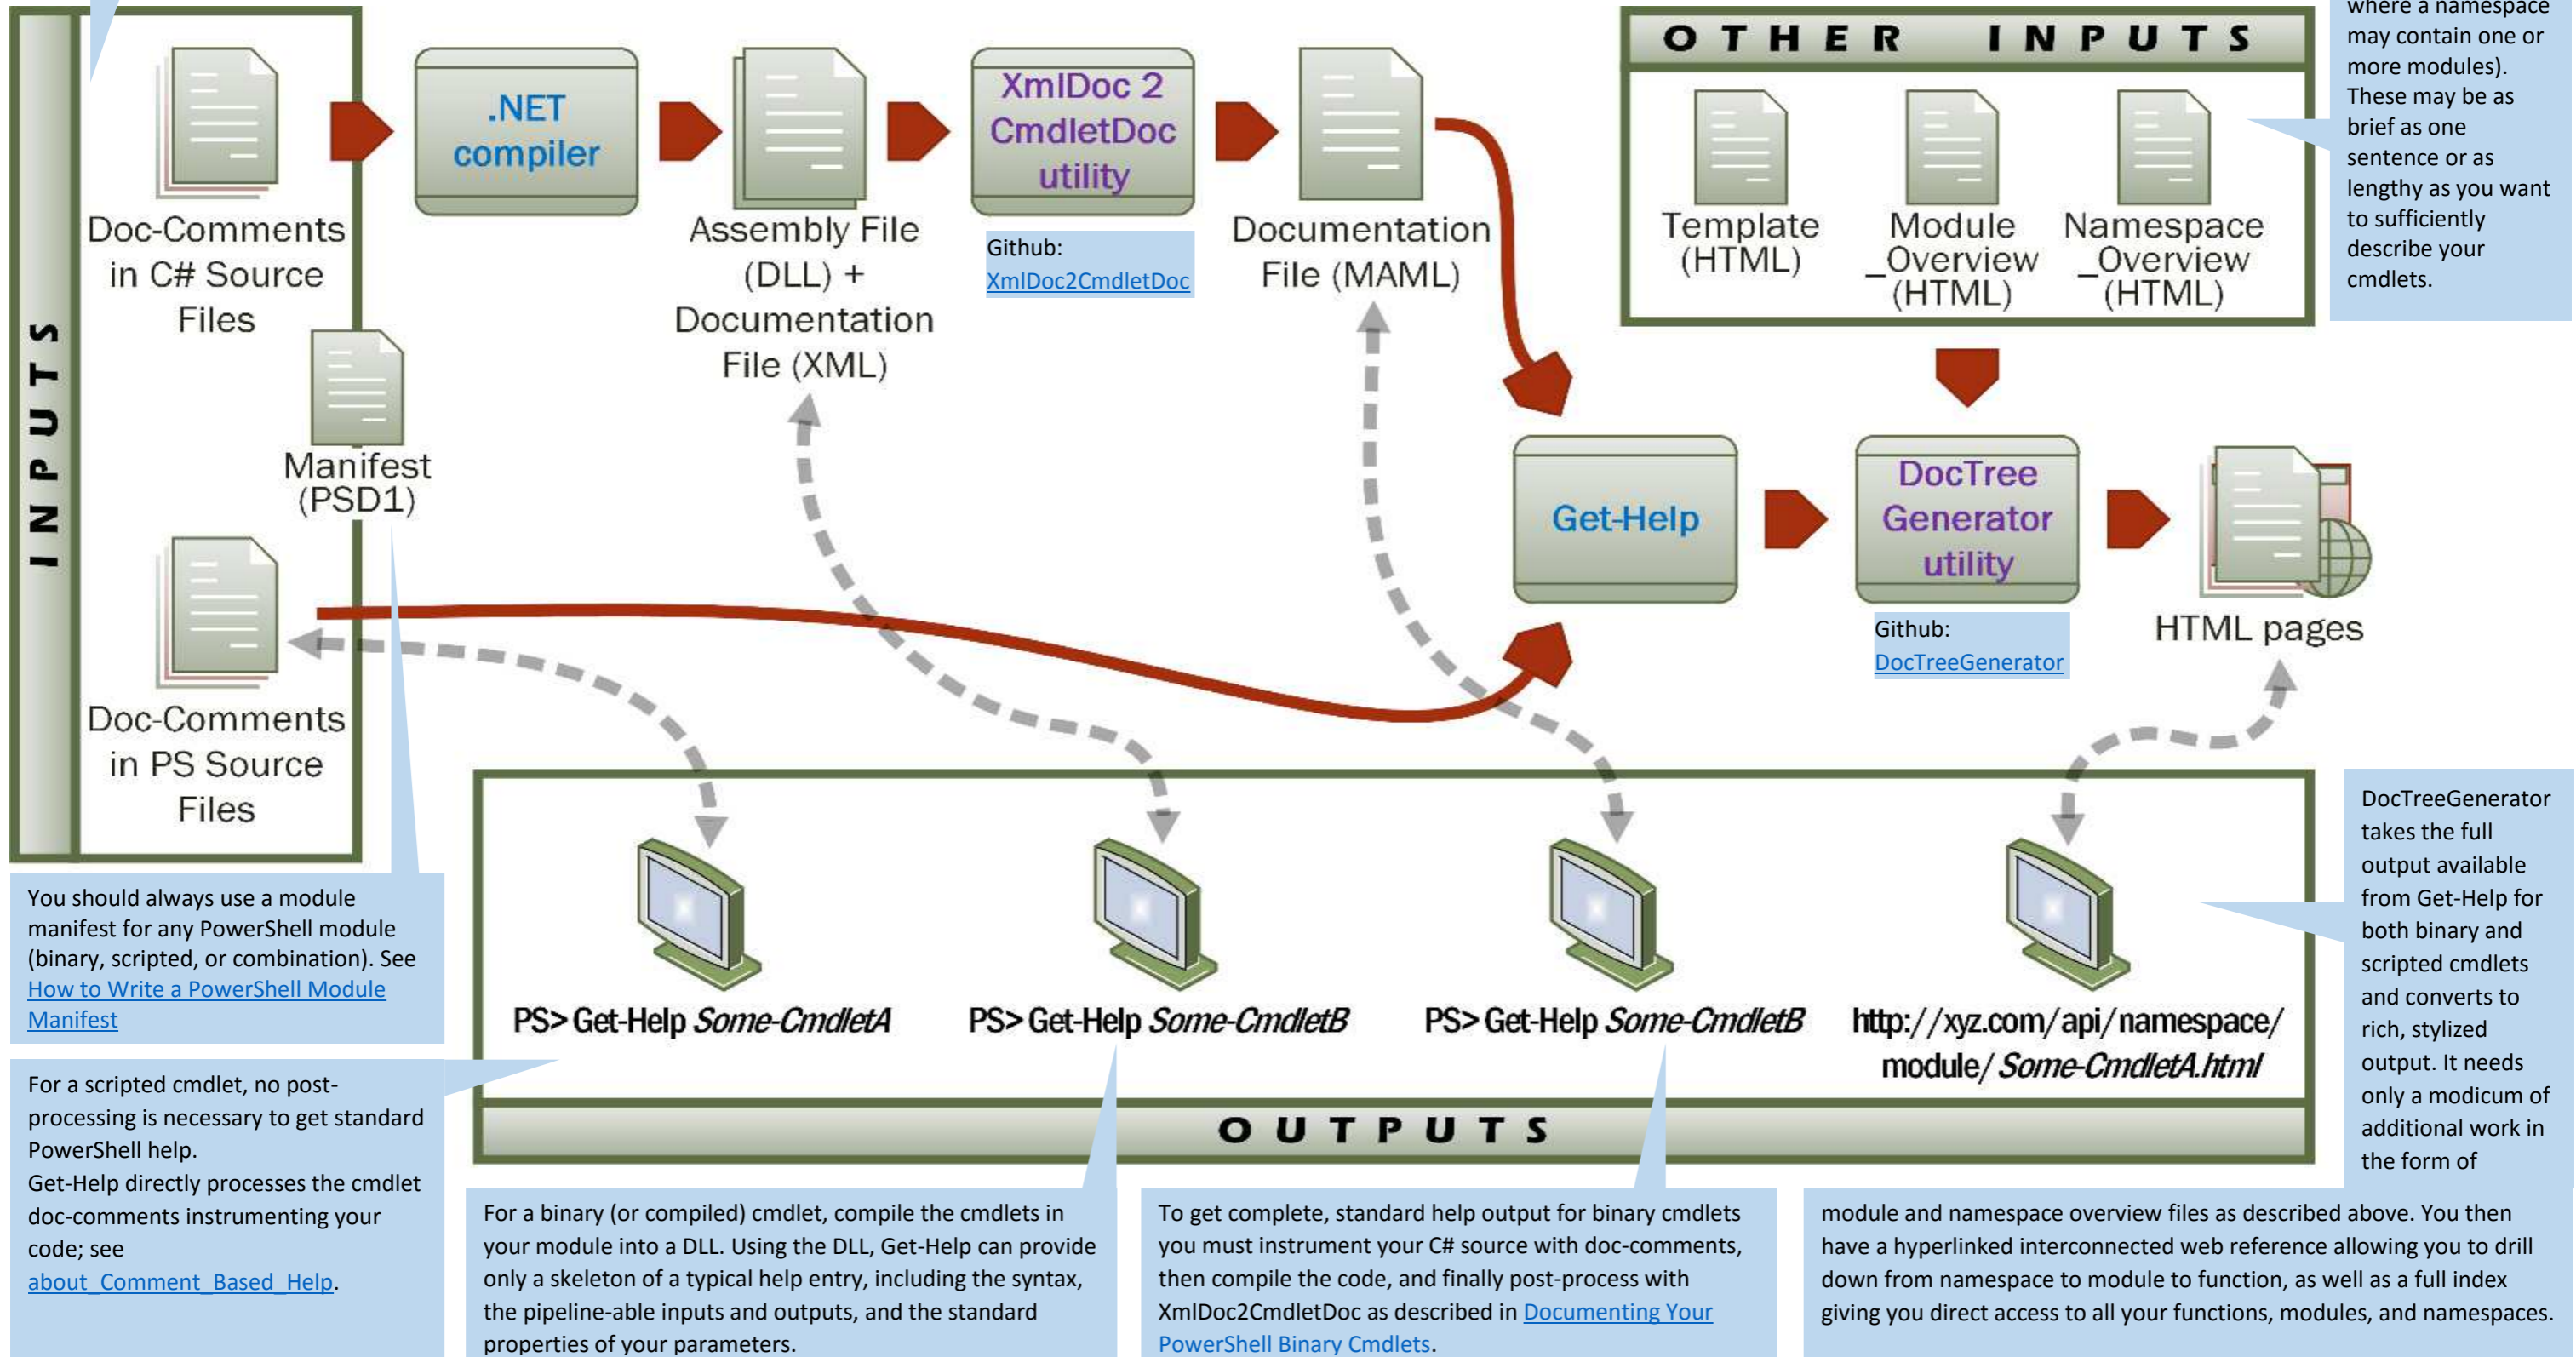 INPUTS
Doc-Comments
in C# Source
Files
Manifest
(PSD1)
Doc-Comments
in PS Source
Files
.NET
compiler
Assembly File
(DLL) +
Documentation
File (XML)
XmlDoc 2
CmdletDoc
utility
Github:
XmlDoc2CmdletDoc
Documentation
File (MAML)
OTHER INPUTS
Template
(HTML)
Module
_Overview
(HTML)
Namespace
_Overview
(HTML)
where a namespace
may contain one or
more modules).
These may be as
brief as one
sentence or as
lengthy as you want
to sufficiently
describe your
cmdlets.
Get-Help
DocTree
Generator
utility
Github:
DocTreeGenerator
HTML pages
PS> Get-Help Some-CmdletA
PS> Get-Help Some-CmdletB
PS> Get-Help Some-CmdletB
http://xyz.com/api/namespace/
module/Some-CmdletA.html
OUTPUTS
You should always use a module
manifest for any PowerShell module
(binary, scripted, or combination). See
How to Write a PowerShell Module
Manifest
For a scripted cmdlet, no post-
processing is necessary to get standard
PowerShell help.
Get-Help directly processes the cmdlet
doc-comments instrumenting your
code; see
about_Comment_Based_Help.
For a binary (or compiled) cmdlet, compile the cmdlets in
your module into a DLL. Using the DLL, Get-Help can provide
only a skeleton of a typical help entry, including the syntax,
the pipeline-able inputs and outputs, and the standard
properties of your parameters.
To get complete, standard help output for binary cmdlets
you must instrument your C# source with doc-comments,
then compile the code, and finally post-process with
XmlDoc2CmdletDoc as described in Documenting Your
PowerShell Binary Cmdlets.
DocTreeGenerator
takes the full
output available
from Get-Help for
both binary and
scripted cmdlets
and converts to
rich, stylized
output. It needs
only a modicum of
additional work in
the form of
module and namespace overview files as described above. You then
have a hyperlinked interconnected web reference allowing you to drill
down from namespace to module to function, as well as a full index
giving you direct access to all your functions, modules, and namespaces.